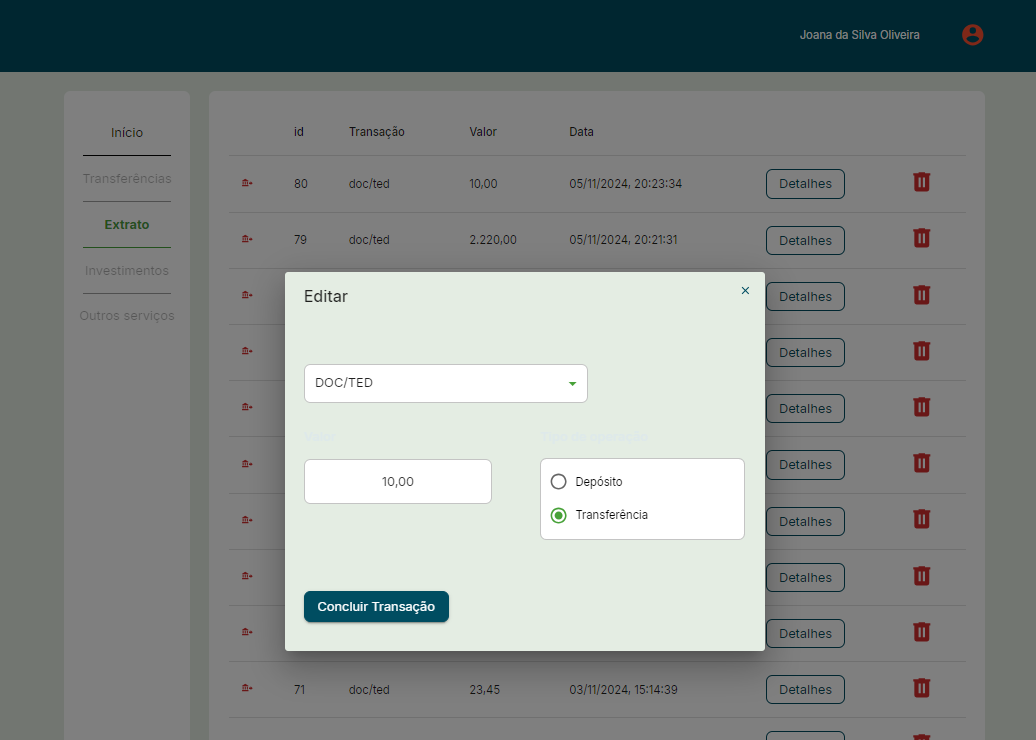 Joana da Silva Oliveira
Início
Transferências
Extrato
Investimentos
Outros serviços
id Transação Valor Data
80 doc/ted 10,00 05/11/2024, 20:23:34 Detalhes
79 doc/ted 2.220,00 05/11/2024, 20:21:31 Detalhes
Detalhes
Detalhes
Detalhes
Detalhes
Detalhes
Detalhes
Detalhes
71 doc/ted 23,45 03/11/2024, 15:14:39 Detalhes
Editar
×
DOC/TED
Valor
10,00
Depósito
Transferência
Concluir Transação